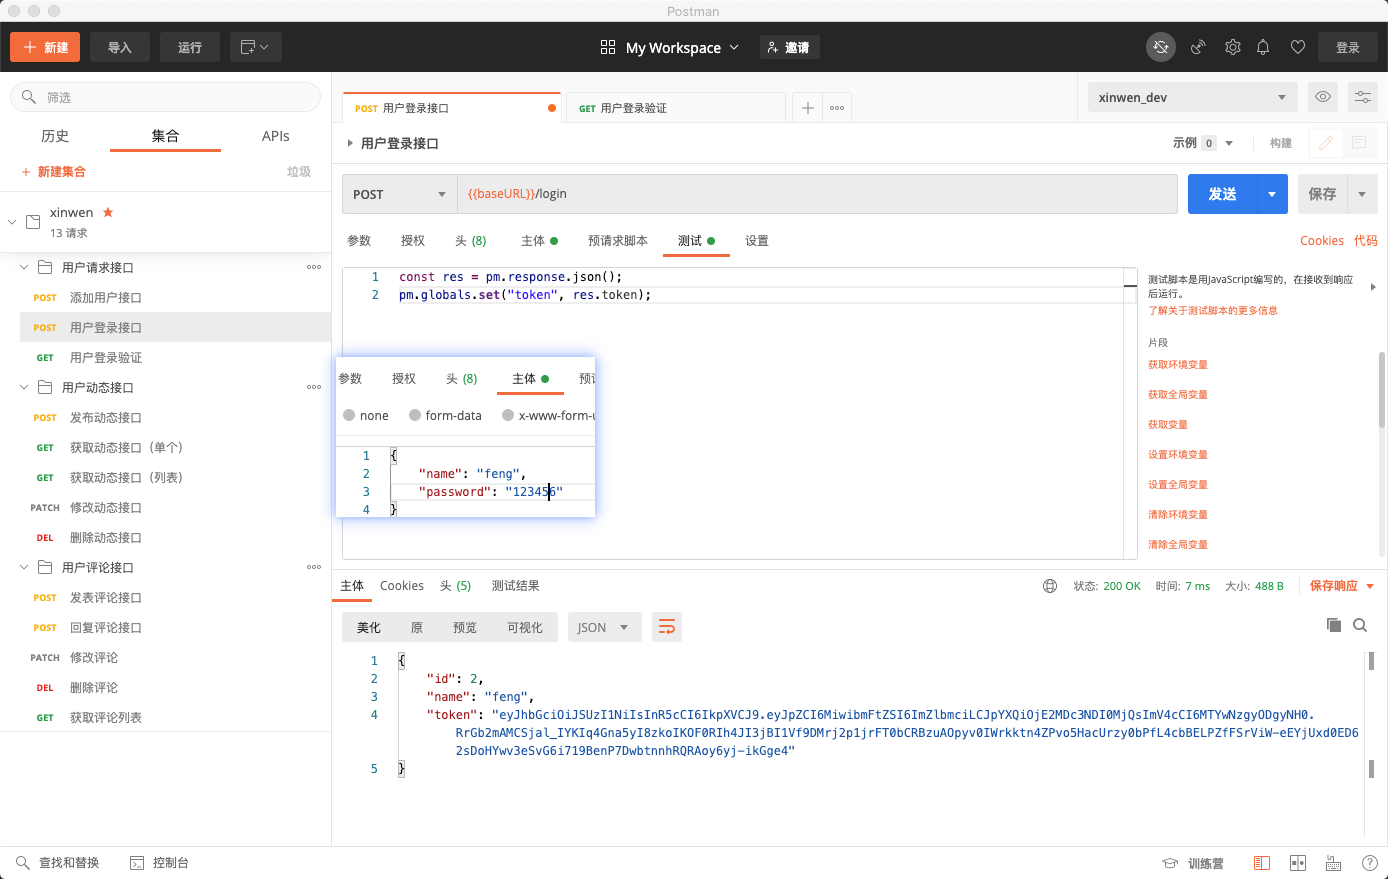 Postman
新建
导入
运行
My Workspace
邀请
登录
筛选
历史
集合
APIs
新建集合
垃圾
xinwen
13 请求
用户请求接口
POST 添加用户接口
POST 用户登录接口
GET 用户登录验证
用户动态接口
POST 发布动态接口
GET 获取动态接口（单个）
GET 获取动态接口（列表）
PATCH 修改动态接口
DEL 删除动态接口
用户评论接口
POST 发表评论接口
POST 回复评论接口
PATCH 修改评论
DEL 删除评论
GET 获取评论列表
POST 用户登录接口
GET 用户登录验证
xinwen_dev
用户登录接口
示例 0
构建
POST
{{baseURL}}/login
发送
保存
参数 授权 头 (8) 主体 预请求脚本 测试 设置
Cookies 代码
1 const res = pm.response.json();
2 pm.globals.set("token", res.token);
测试脚本是用JavaScript编写的，在接收到响应
后运行。
了解关于测试脚本的更多信息
片段
获取环境变量
获取全局变量
获取变量
设置环境变量
设置全局变量
清除环境变量
清除全局变量
参数 授权 头 (8) 主体
none form-data x-www-form-u
1 {
2 "name": "feng",
3 "password": "123456"
4 }
主体 Cookies 头 (5) 测试结果
状态: 200 OK 时间: 7 ms 大小: 488 B
保存响应
美化 原 预览 可视化 JSON
1 {
2 "id": 2,
3 "name": "feng",
4 "token": "eyJhbGciOiJSUzI1NiIsInR5cCI6IkpXVCJ9.eyJpZCI6MiwibmFtZSI6ImZlbmciLCJpYXQiOjE2MDc3NDI0MjQsImV4cCI6MTYwNzgyODgyNH0.
RrGb2mAMCSjal_IYKIq4Gna5yI8zkoIKOF0RIh4JI3jBI1Vf9DMrj2p1jrFT0bCRBzuAOpyv0IWrkktn4ZPvo5HacUrzy0bPfL4cbBELPZfFSrViW-eEYjUxd0ED6
2sDoHYwv3eSvG6i719BenP7DwbtnnhRQRAoy6yj-ikGge4"
5 }
查找和替换
控制台
训练营